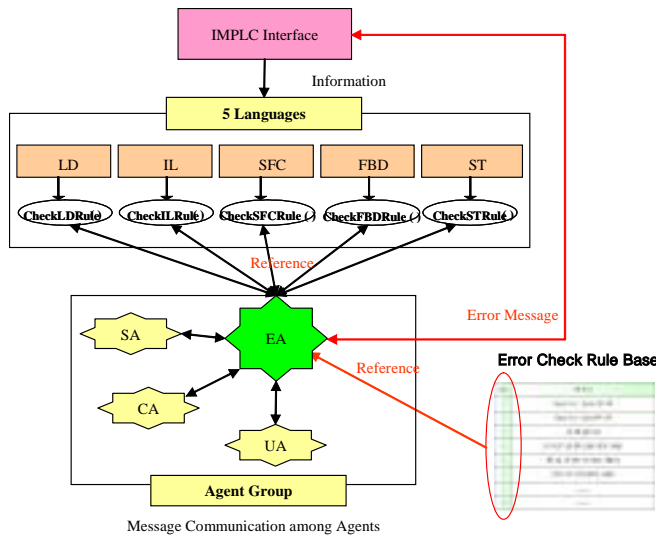 IMPLC Interface
Information
5 Languages
LD IL SFC FBD ST
CheckLDRule() CheckILRule() CheckSFCRule () CheckFBDRule () CheckSTRule()
Reference
SA
EA
Error Message
Reference
Error Check Rule Base
CA
UA
Agent Group
Message Communication among Agents